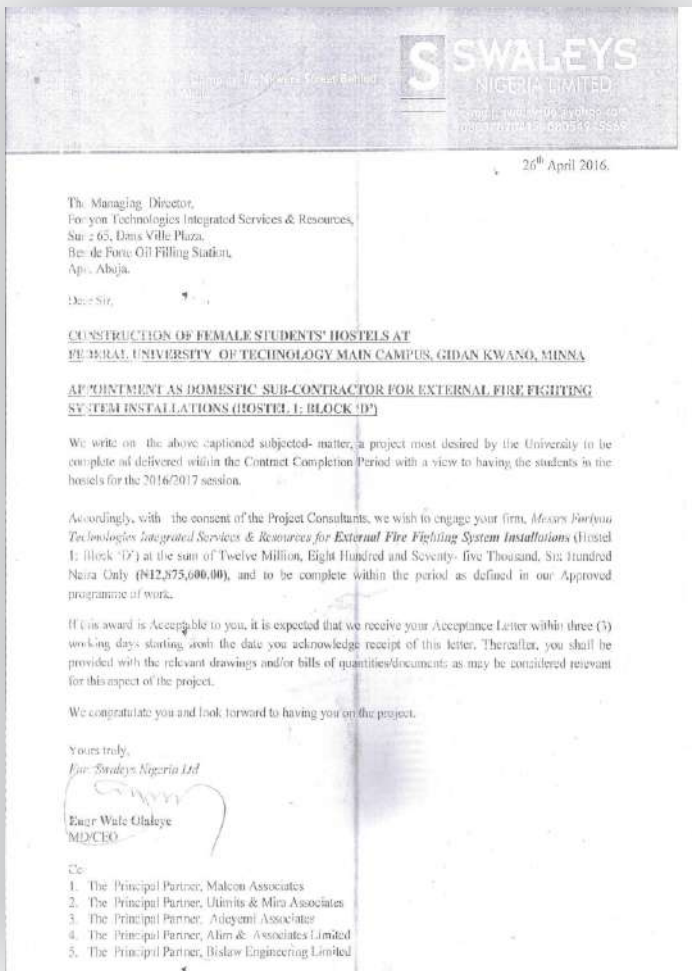 Street Behind
S SWALEYS
NIGERIA LIMITED
26th April 2016.
The Managing Director,
Technologies Integrated Services & Resources,
65, Dans Ville Plaza,
Forte Oil Filling Station,
Abuja.
Sir,
CONSTRUCTION OF FEMALE STUDENTS' HOSTELS AT
FEDERAL UNIVERSITY OF TECHNOLOGY MAIN CAMPUS, GIDAN KWANO, MINNA
APPOINTMENT AS DOMESTIC SUB-CONTRACTOR FOR EXTERNAL FIRE FIGHTING
SYSTEM INSTALLATIONS (HOSTEL 1: BLOCK 'D')
We write on the above captioned subjected- matter, a project most desired by the University to be
complete ad delivered within the Contract Completion Period with a view to having the students in the
hostels for the 2016/2017 session.
Accordingly, with the consent of the Project Consultants, we wish to engage your firm, Messrs Foriyon
Technologies Integrated Services & Resources for External Fire Fighting System Installations (Hostel
1: Block 'D') at the sum of Twelve Million, Eight Hundred and Seventy- five Thousand, Six Hundred
Naira Only (₦12,875,600.00), and to be complete within the period as defined in our Approved
programme of work.
If this award is Acceptable to you, it is expected that we receive your Acceptance Letter within three (3)
working days starting from the date you acknowledge receipt of this letter. Thereafter, you shall be
provided with the relevant drawings and/or bills of quantities/documents as may be considered relevant
for this aspect of the project.
We congratulate you and look forward to having you on the project.
Yours truly,
For: Swaleys Nigeria Ltd
Engr Wale Olaleye
MD/CEO
Cc
1. The Principal Partner, Malcon Associates
2. The Principal Partner, Utimits & Mira Associates
3. The Principal Partner, Adeyemi Associates
4. The Principal Partner, Alim & Associates Limited
5. The Principal Partner, Bislaw Engineering Limited